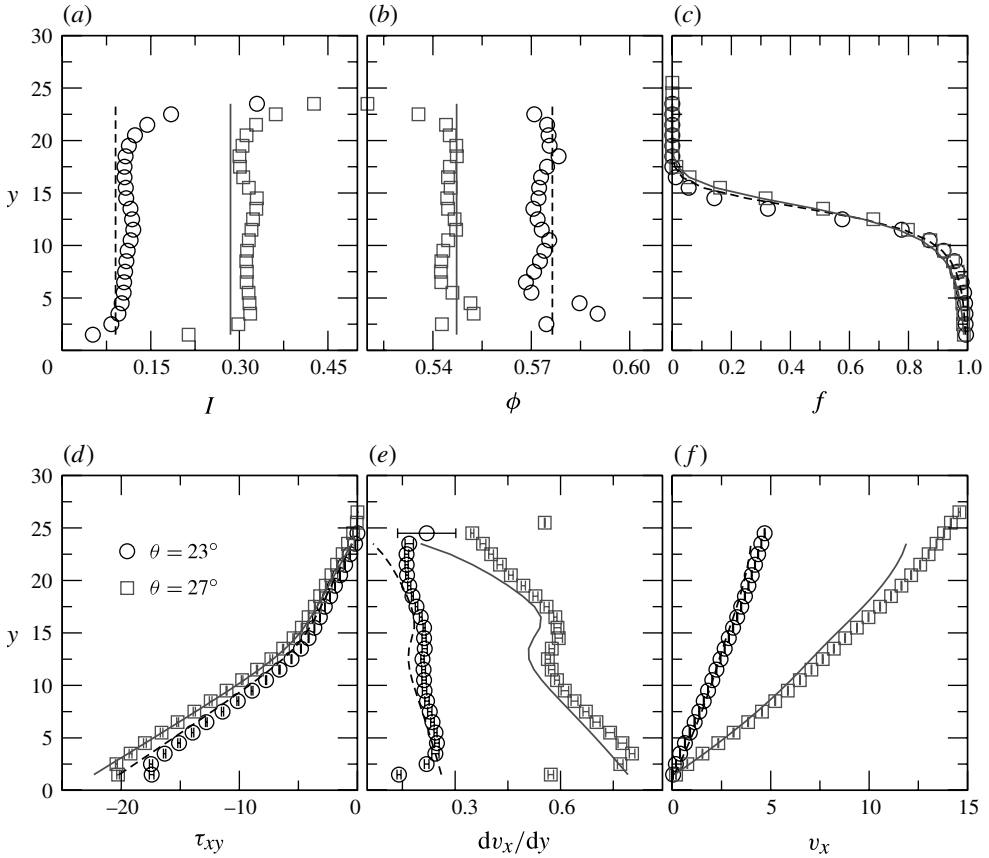 (a) (b) (c)
30
25
20
y 15
10
5
0 0.15 0.30 0.45 0.54 0.57 0.60 0 0.2 0.4 0.6 0.8 1.0
I ϕ f
(d) (e) (f)
30
25
θ = 23°
20
θ = 27°
y 15
10
5
0
−20 −10 0 0.3 0.6 0 5 10 15
τxy dvx/dy vx